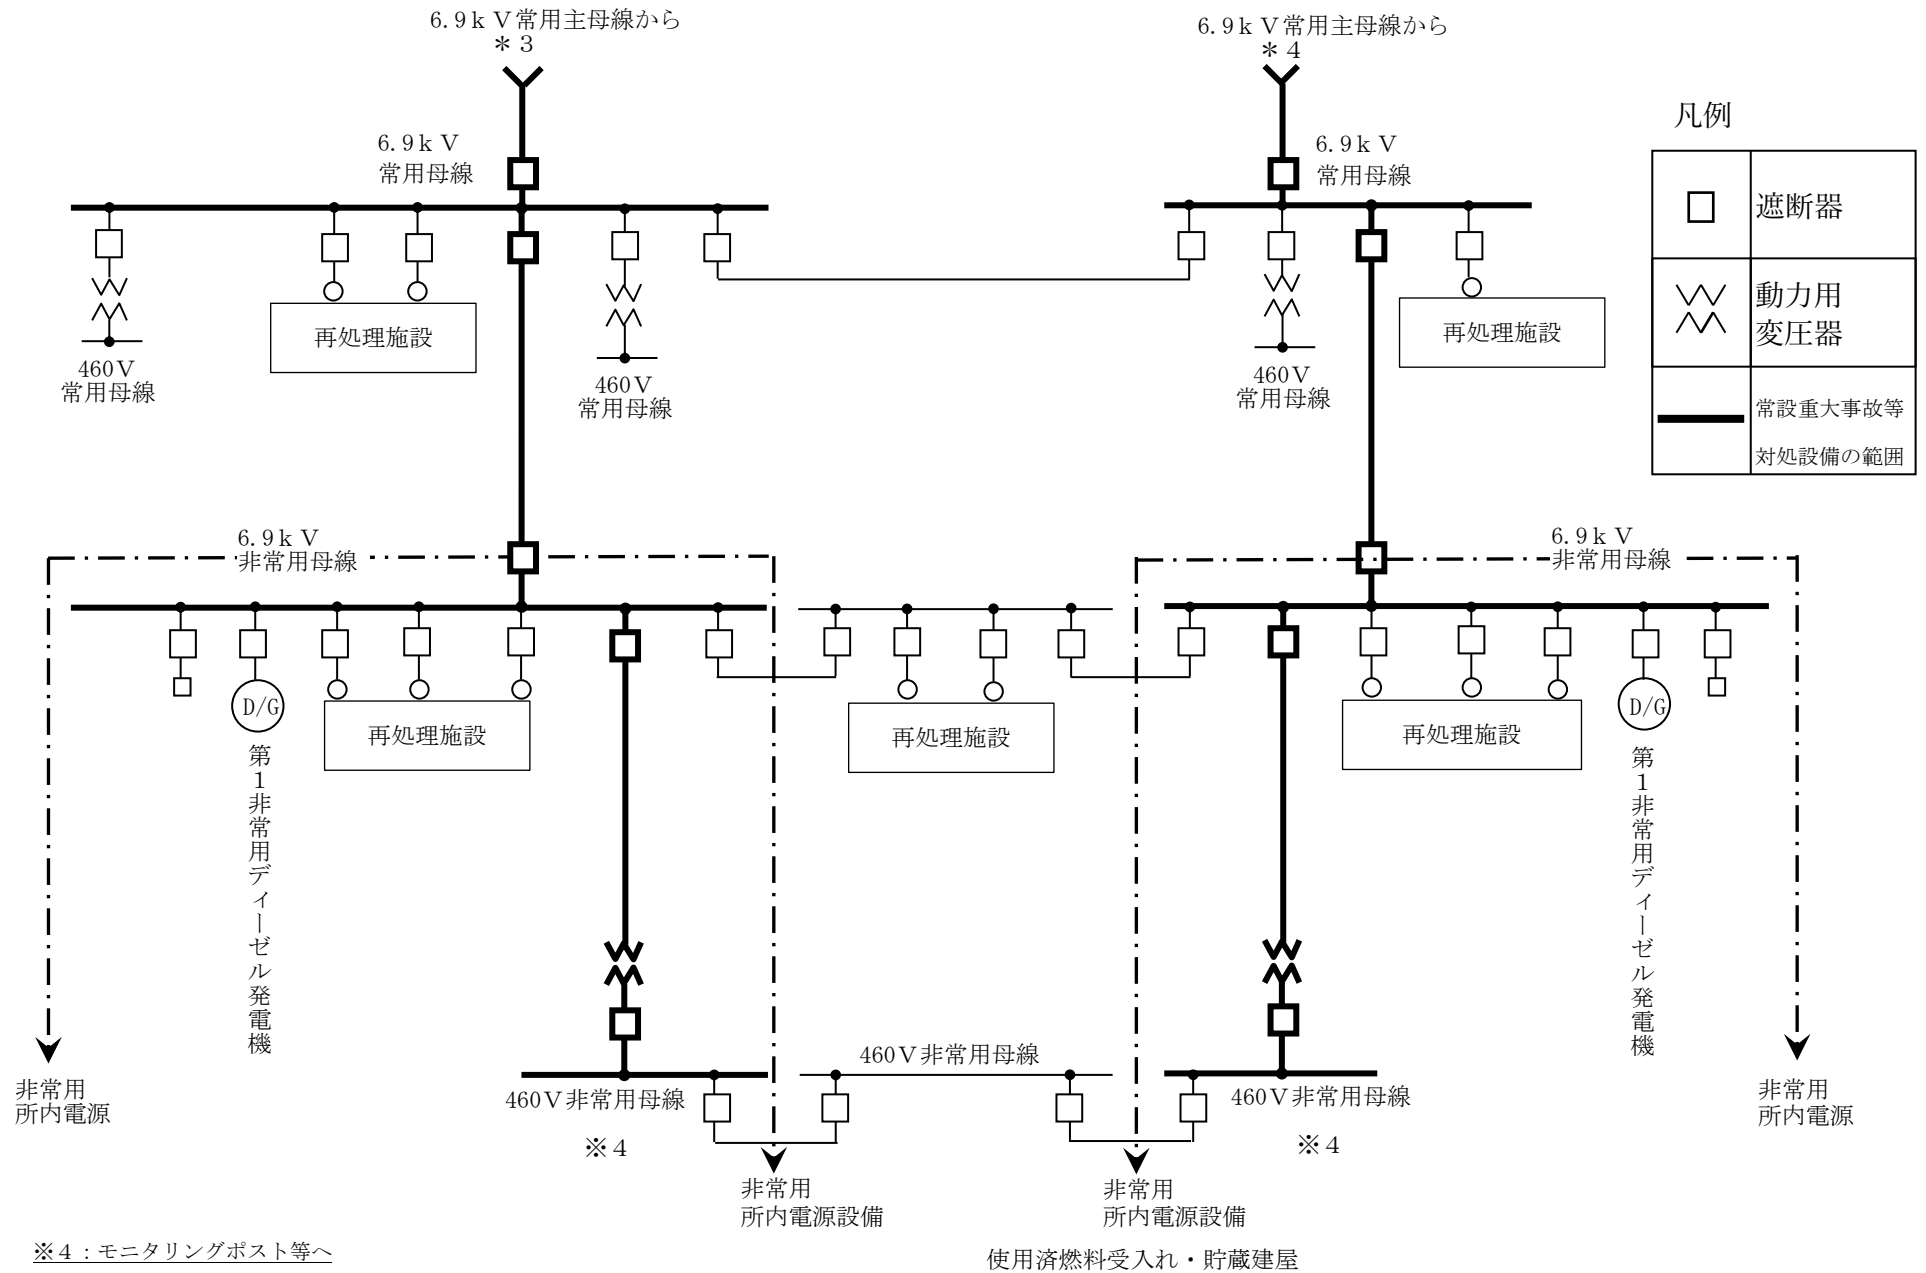 6.9kV常用主母線から
＊3
6.9kV常用主母線から
＊4
凡例
6.9kV
常用母線
6.9kV
常用母線
遮断器
動力用
変圧器
常設重大事故等
対処設備の範囲
再処理施設
再処理施設
460V
常用母線
460V
常用母線
460V
常用母線
6.9kV
非常用母線
6.9kV
非常用母線
D/G
D/G
再処理施設
再処理施設
再処理施設
第1非常用ディーゼル発電機
第1非常用ディーゼル発電機
460V非常用母線
460V非常用母線
460V非常用母線
※4
※4
非常用
所内電源
非常用
所内電源
非常用
所内電源設備
非常用
所内電源設備
※4：モニタリングポスト等へ
使用済燃料受入れ・貯蔵建屋